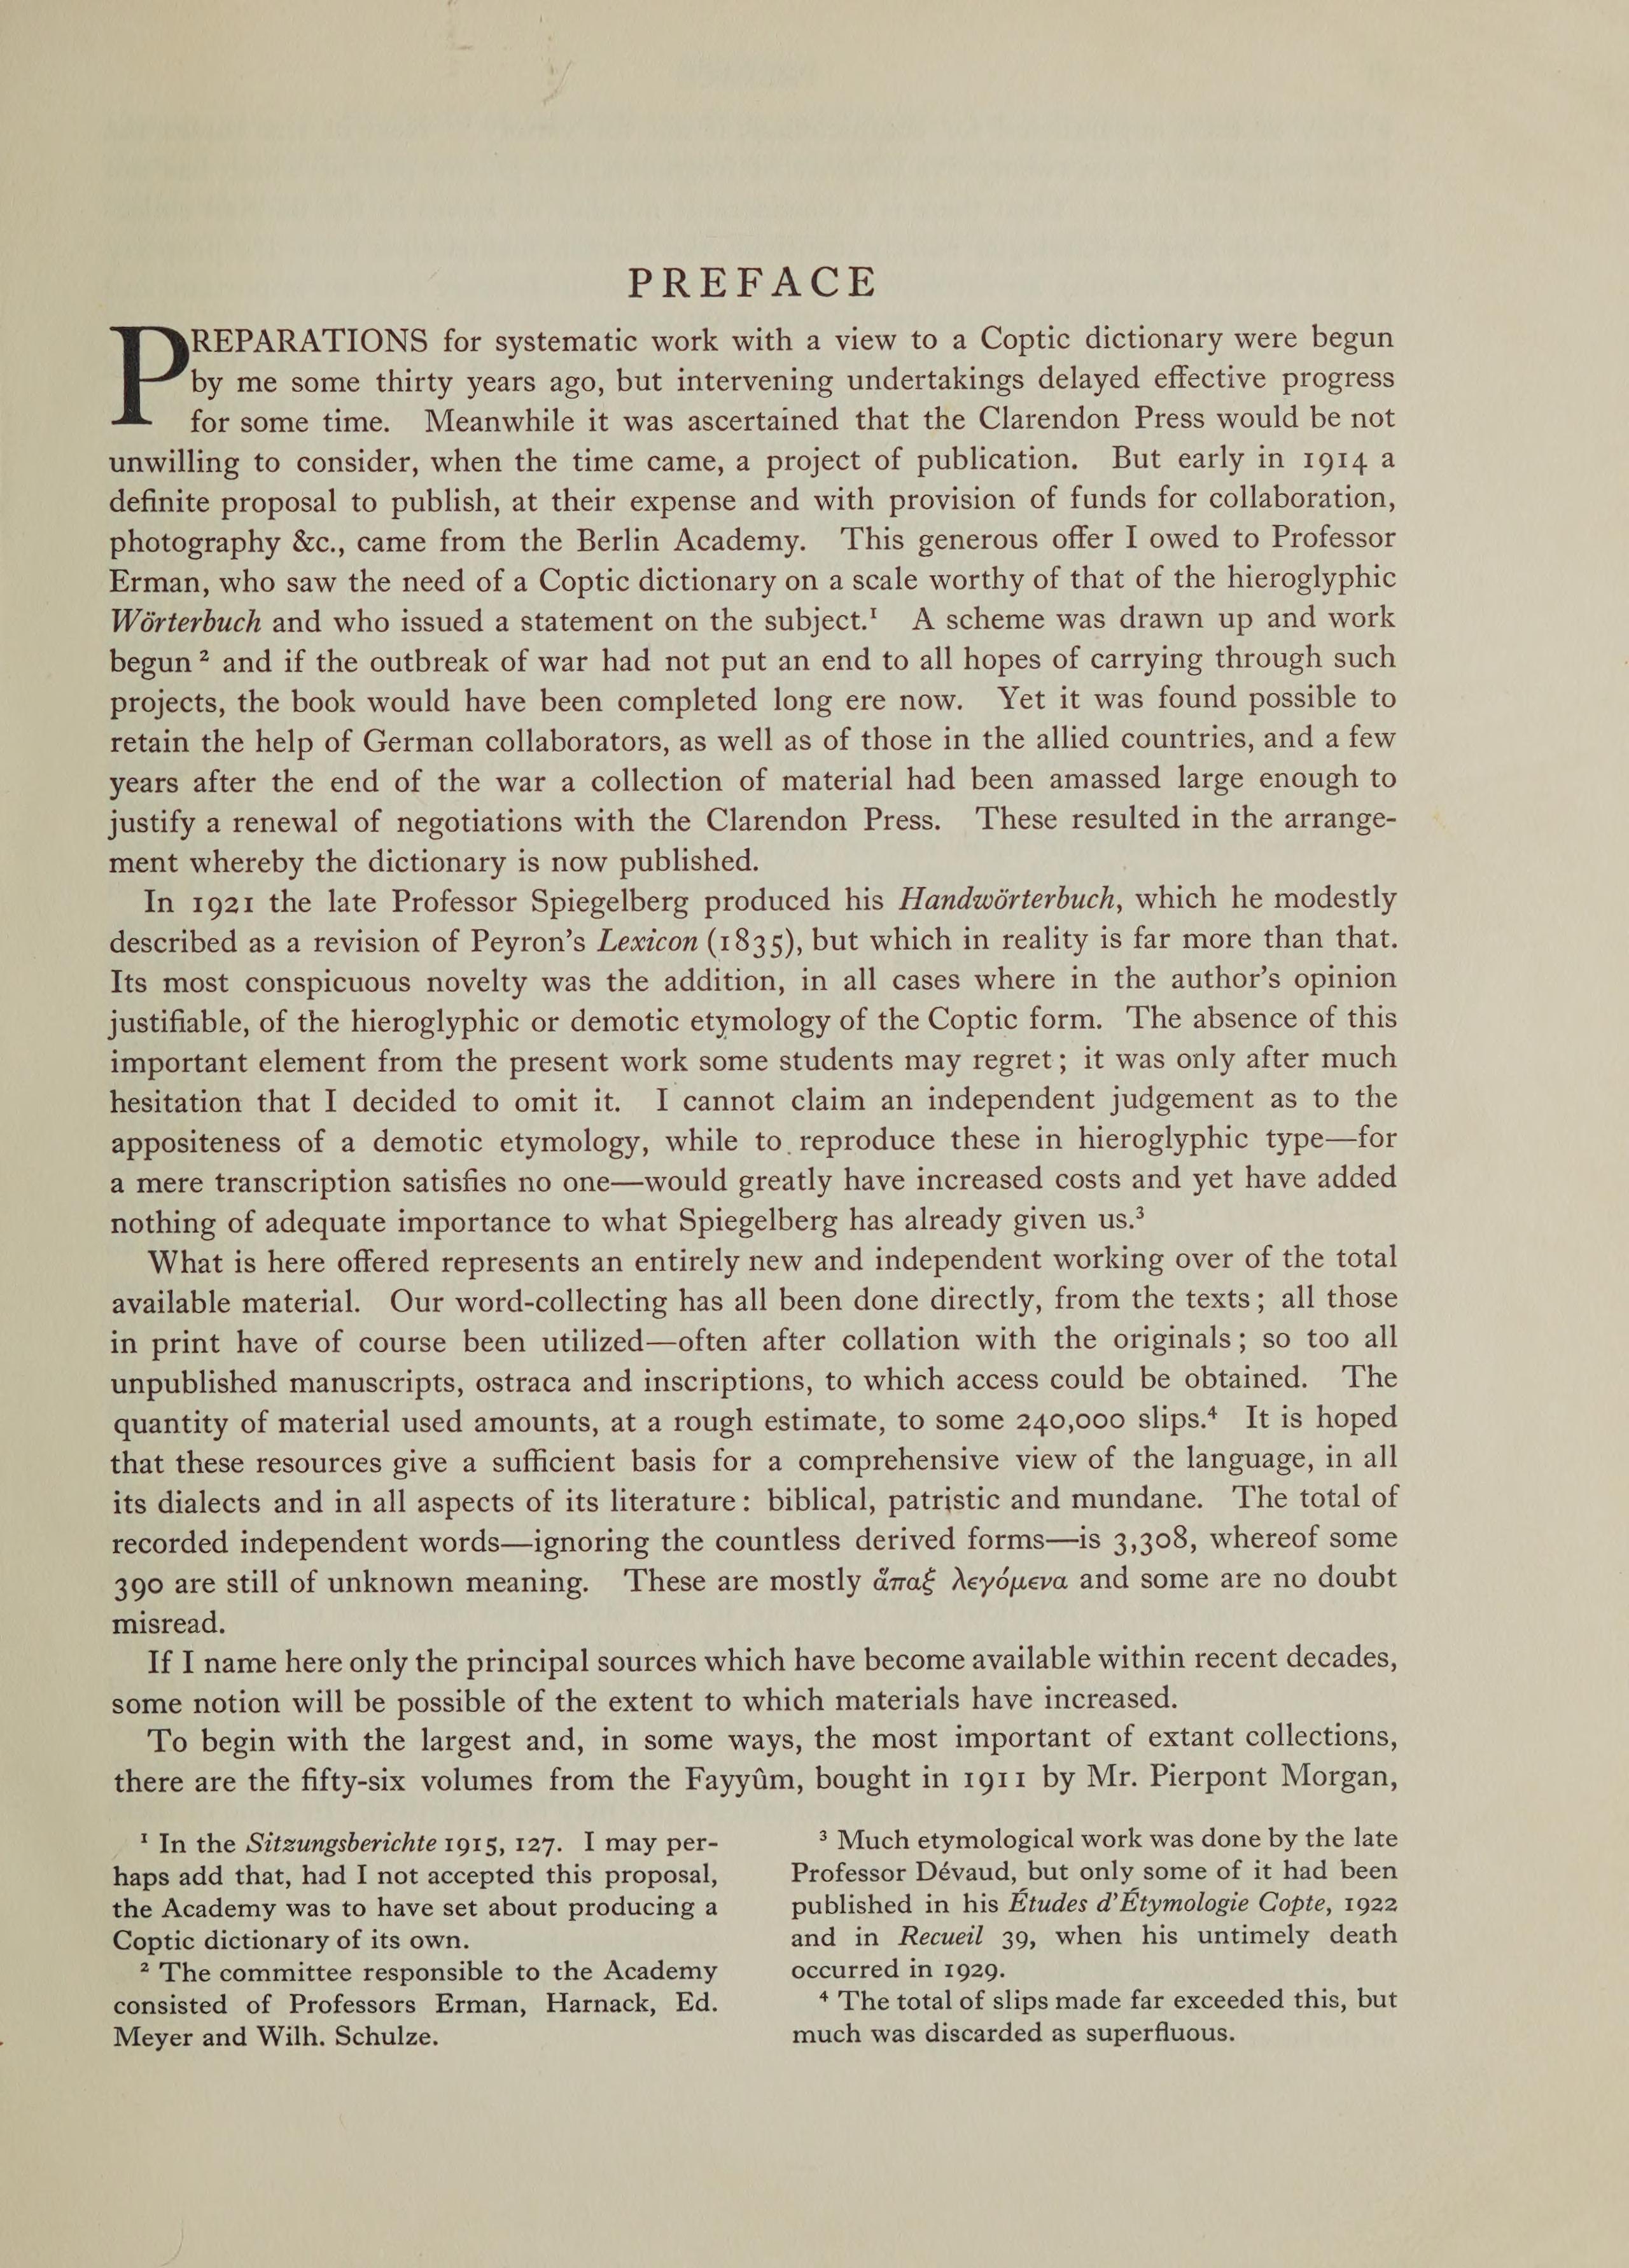 PREFACE
PREPARATIONS for systematic work with a view to a Coptic dictionary were begun
by me some thirty years ago, but intervening undertakings delayed effective progress
for some time. Meanwhile it was ascertained that the Clarendon Press would be not
unwilling to consider, when the time came, a project of publication. But early in 1914 a
definite proposal to publish, at their expense and with provision of funds for collaboration,
photography &c., came from the Berlin Academy. This generous offer I owed to Professor
Erman, who saw the need of a Coptic dictionary on a scale worthy of that of the hieroglyphic
Wörterbuch and who issued a statement on the subject.¹ A scheme was drawn up and work
begun ² and if the outbreak of war had not put an end to all hopes of carrying through such
projects, the book would have been completed long ere now. Yet it was found possible to
retain the help of German collaborators, as well as of those in the allied countries, and a few
years after the end of the war a collection of material had been amassed large enough to
justify a renewal of negotiations with the Clarendon Press. These resulted in the arrange-
ment whereby the dictionary is now published.
In 1921 the late Professor Spiegelberg produced his Handwörterbuch, which he modestly
described as a revision of Peyron's Lexicon (1835), but which in reality is far more than that.
Its most conspicuous novelty was the addition, in all cases where in the author's opinion
justifiable, of the hieroglyphic or demotic etymology of the Coptic form. The absence of this
important element from the present work some students may regret; it was only after much
hesitation that I decided to omit it. I cannot claim an independent judgement as to the
appositeness of a demotic etymology, while to reproduce these in hieroglyphic type—for
a mere transcription satisfies no one—would greatly have increased costs and yet have added
nothing of adequate importance to what Spiegelberg has already given us.³
What is here offered represents an entirely new and independent working over of the total
available material. Our word-collecting has all been done directly, from the texts; all those
in print have of course been utilized—often after collation with the originals; so too all
unpublished manuscripts, ostraca and inscriptions, to which access could be obtained. The
quantity of material used amounts, at a rough estimate, to some 240,000 slips.⁴ It is hoped
that these resources give a sufficient basis for a comprehensive view of the language, in all
its dialects and in all aspects of its literature: biblical, patristic and mundane. The total of
recorded independent words—ignoring the countless derived forms—is 3,308, whereof some
390 are still of unknown meaning. These are mostly ἅπαξ λεγόμενα and some are no doubt
misread.
If I name here only the principal sources which have become available within recent decades,
some notion will be possible of the extent to which materials have increased.
To begin with the largest and, in some ways, the most important of extant collections,
there are the fifty-six volumes from the Fayyûm, bought in 1911 by Mr. Pierpont Morgan,
¹ In the Sitzungsberichte 1915, 127. I may per-
haps add that, had I not accepted this proposal,
the Academy was to have set about producing a
Coptic dictionary of its own.
² The committee responsible to the Academy
consisted of Professors Erman, Harnack, Ed.
Meyer and Wilh. Schulze.
³ Much etymological work was done by the late
Professor Dévaud, but only some of it had been
published in his Études d'Étymologie Copte, 1922
and in Recueil 39, when his untimely death
occurred in 1929.
⁴ The total of slips made far exceeded this, but
much was discarded as superfluous.